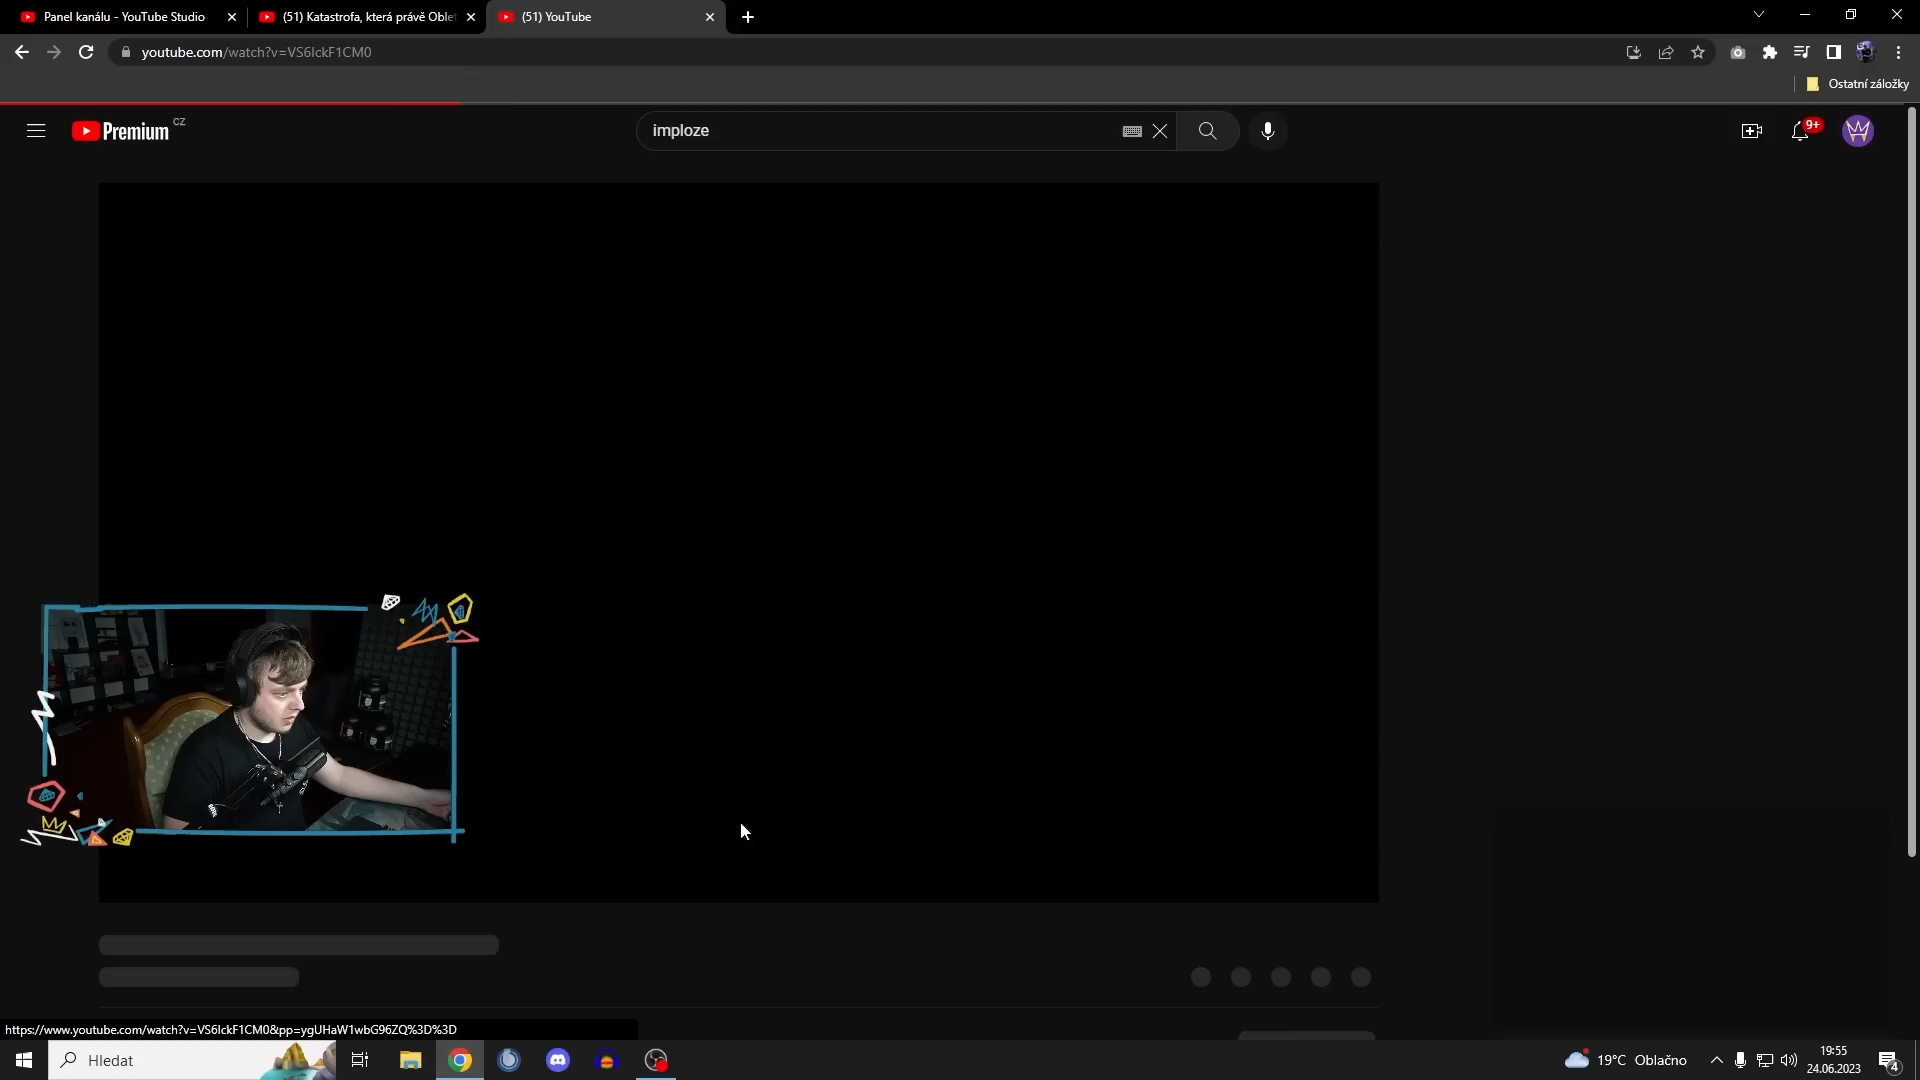 Panel kanálu - YouTube Studio
(51) Katastrofa, která právě Oblet
(51) YouTube
youtube.com/watch?v=VS6lckF1CM0
Ostatní záložky
Premium CZ
imploze
9+
https://www.youtube.com/watch?v=VS6lckF1CM0&pp=ygUHaW1wbG96ZQ%3D%3D
Hledat
19°C Oblačno
19:55
24.06.2023
4